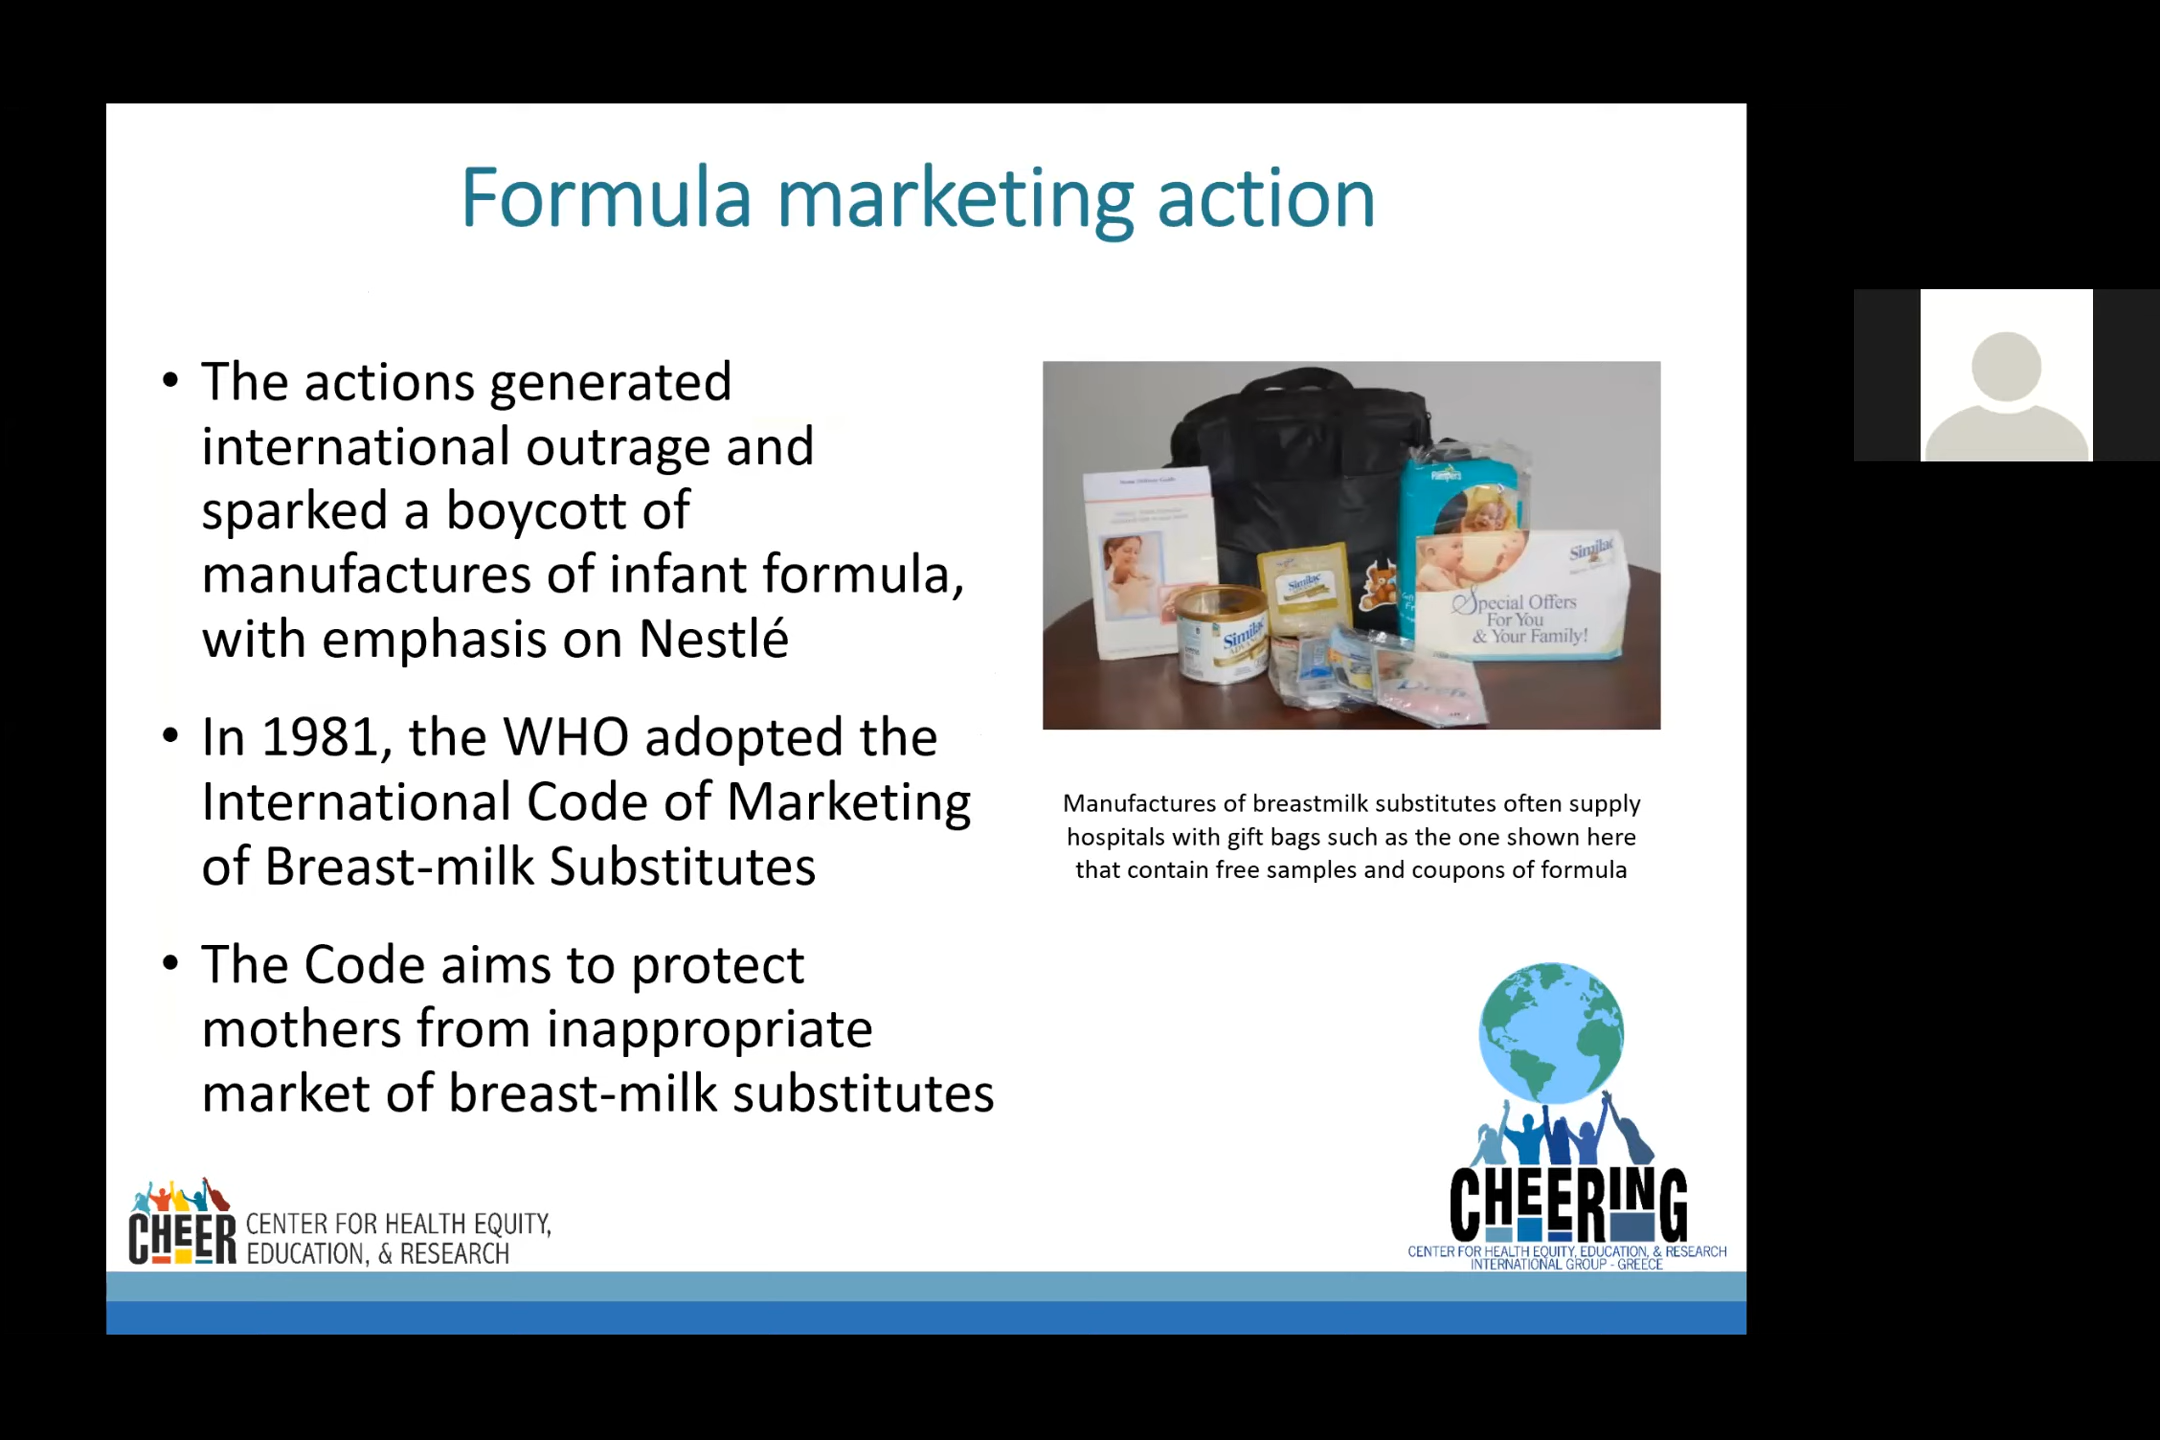 Formula marketing action
• The actions generated
international outrage and
sparked a boycott of
manufactures of infant formula,
with emphasis on Nestlé
• In 1981, the WHO adopted the
International Code of Marketing
of Breast-milk Substitutes
• The Code aims to protect
mothers from inappropriate
market of breast-milk substitutes
Pampers
Similac
Special Offers
For You
& Your Family!
Similac
Similac
ADVANCE
Manufactures of breastmilk substitutes often supply
hospitals with gift bags such as the one shown here
that contain free samples and coupons of formula
CHEER
CENTER FOR HEALTH EQUITY,
EDUCATION, & RESEARCH
CHEERING
CENTER FOR HEALTH EQUITY, EDUCATION, & RESEARCH
INTERNATIONAL GROUP - GREECE